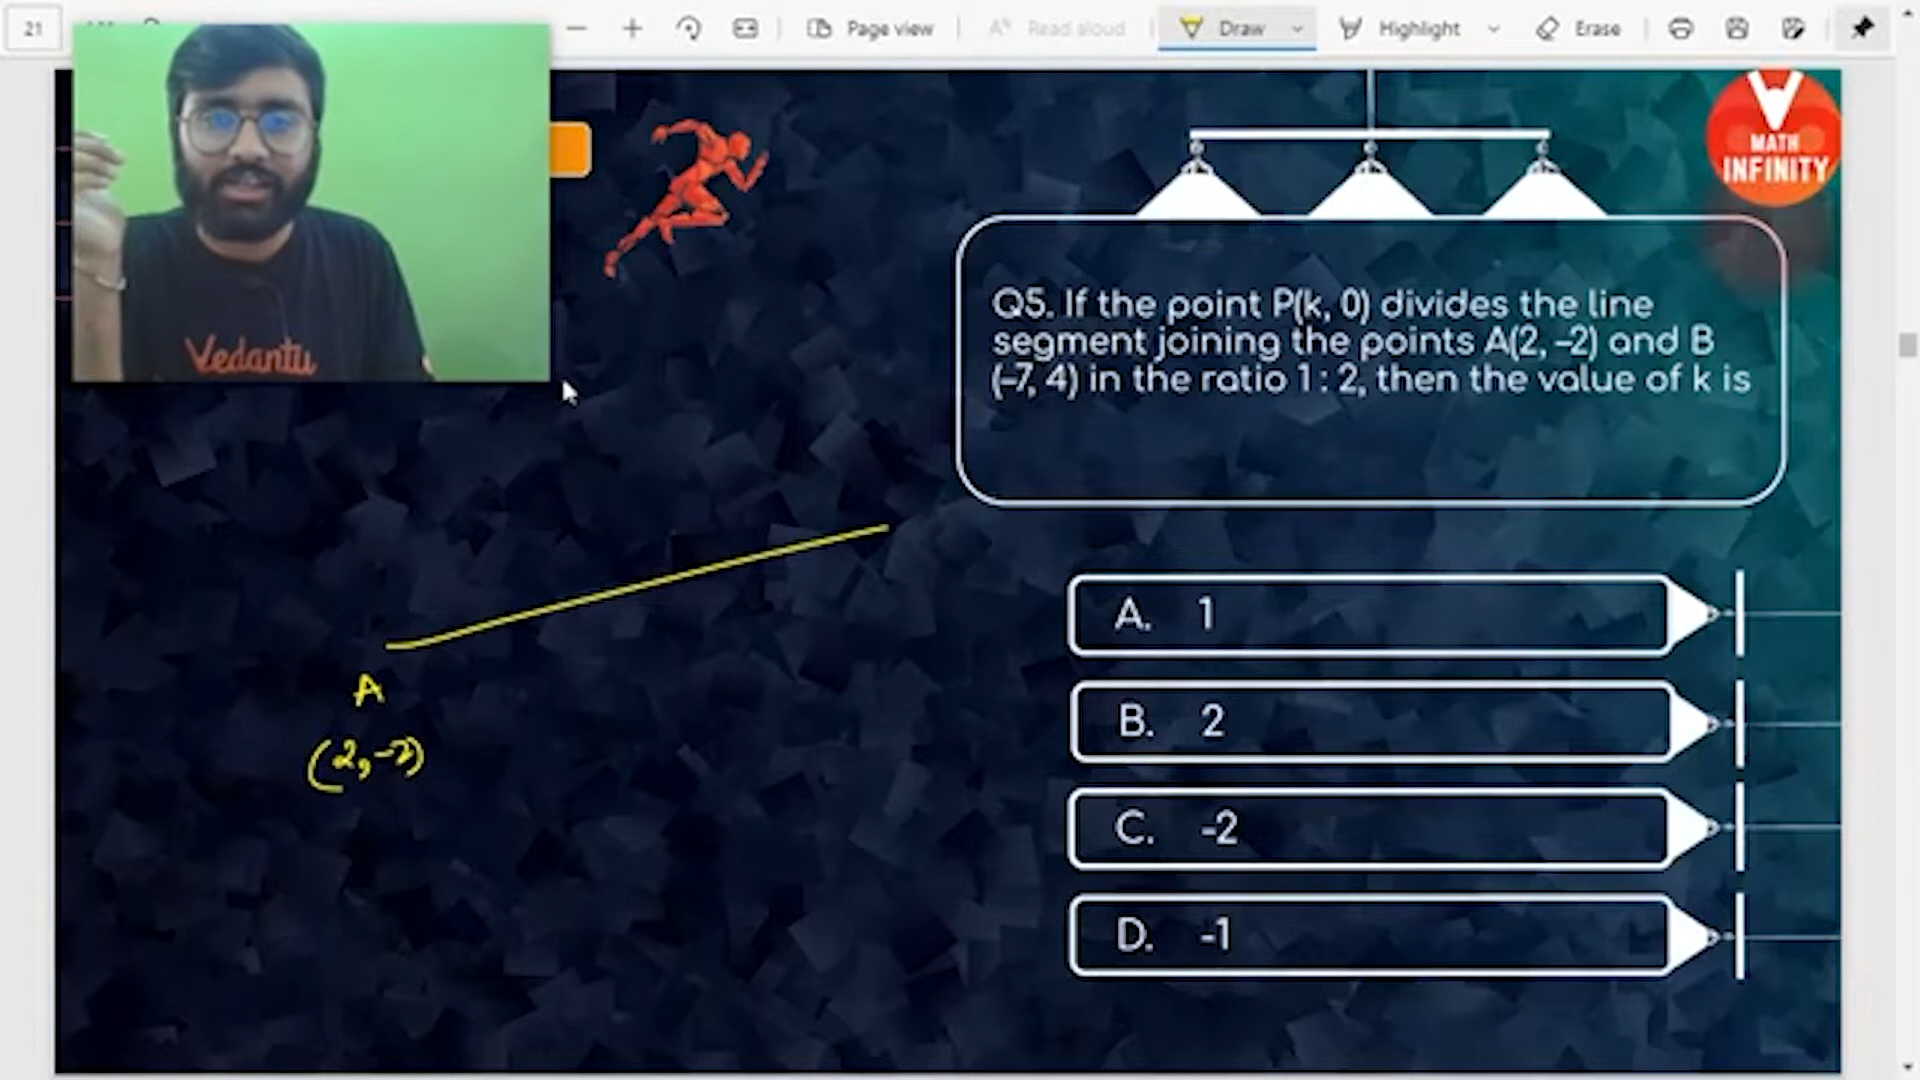 21
Page view
Read aloud
Draw
Highlight
Erase
MATH
INFINITY
Vedantu
Q5. If the point P(k, 0) divides the line
segment joining the points A(2, –2) and B
(–7, 4) in the ratio 1 : 2, then the value of k is
A
(2,-2)
A. 1
B. 2
C. -2
D. -1